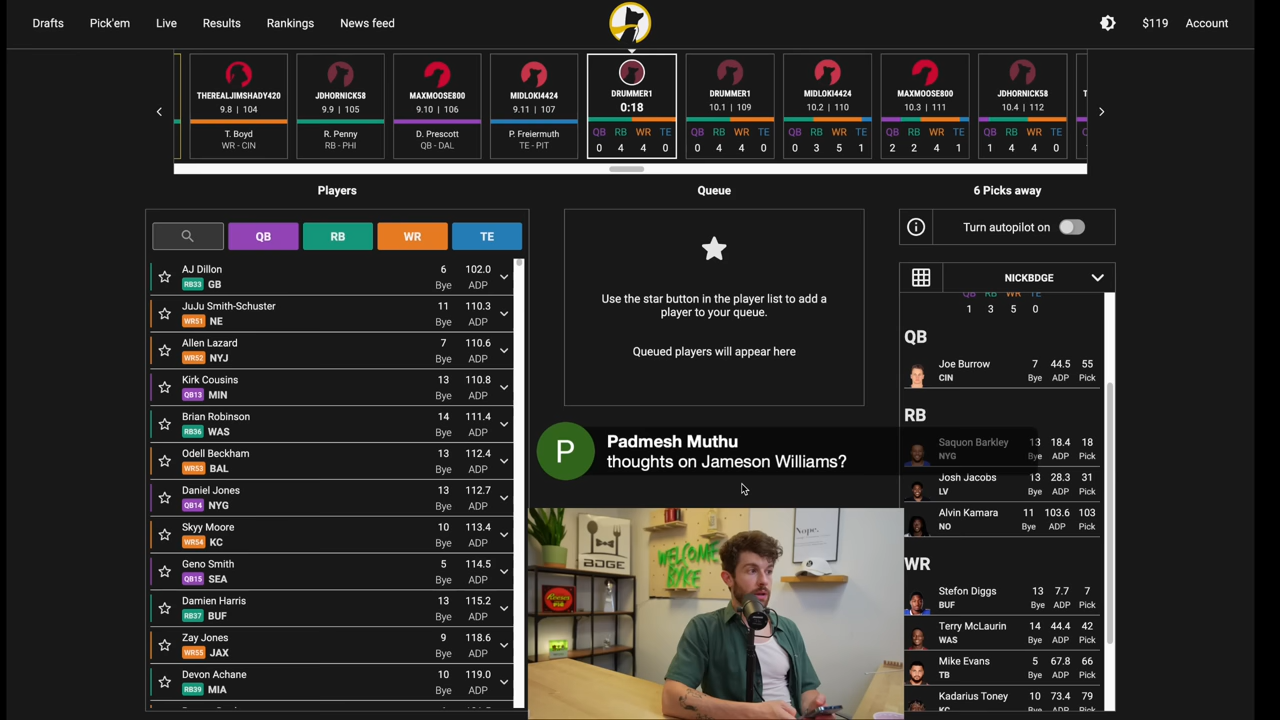 Drafts Pick'em Live Results Rankings News feed $119 Account
THEREALJIMSHADY420
9.8 | 104
T. Boyd
WR - CIN
JDHORNICK58
9.9 | 105
R. Penny
RB - PHI
MAXMOOSE800
9.10 | 106
D. Prescott
QB - DAL
MIDLOKI4424
9.11 | 107
P. Freiermuth
TE - PIT
DRUMMER1
0:18
QB RB WR TE
0 4 4 0
DRUMMER1
10.1 | 109
QB RB WR TE
0 4 4 0
MIDLOKI4424
10.2 | 110
QB RB WR TE
0 3 5 1
MAXMOOSE800
10.3 | 111
QB RB WR TE
2 2 4 1
JDHORNICK58
10.4 | 112
QB RB WR TE
1 4 4 0
Players
QB RB WR TE
AJ Dillon 6 102.0
RB33 GB Bye ADP
JuJu Smith-Schuster 11 110.3
WR51 NE Bye ADP
Allen Lazard 7 110.6
WR52 NYJ Bye ADP
Kirk Cousins 13 110.8
QB13 MIN Bye ADP
Brian Robinson 14 111.4
RB36 WAS Bye ADP
Odell Beckham 13 112.4
WR53 BAL Bye ADP
Daniel Jones 13 112.7
QB14 NYG Bye ADP
Skyy Moore 10 113.4
WR54 KC Bye ADP
Geno Smith 5 114.5
QB15 SEA Bye ADP
Damien Harris 13 115.2
RB37 BUF Bye ADP
Zay Jones 9 118.6
WR55 JAX Bye ADP
Devon Achane 10 119.0
RB39 MIA Bye ADP
Queue
Use the star button in the player list to add a
player to your queue.
Queued players will appear here
P
Padmesh Muthu
thoughts on Jameson Williams?
BDGE
WELCOME
Nope.
6 Picks away
Turn autopilot on
NICKBDGE
QB RB WR TE
1 3 5 0
QB
Joe Burrow 7 44.5 55
CIN Bye ADP Pick
RB
Saquon Barkley 13 18.4 18
NYG Bye ADP Pick
Josh Jacobs 13 28.3 31
LV Bye ADP Pick
Alvin Kamara 11 103.6 103
NO Bye ADP Pick
WR
Stefon Diggs 13 7.7 7
BUF Bye ADP Pick
Terry McLaurin 14 44.4 42
WAS Bye ADP Pick
Mike Evans 5 67.8 66
TB Bye ADP Pick
Kadarius Toney 10 73.4 79
KC Bye ADP Pick